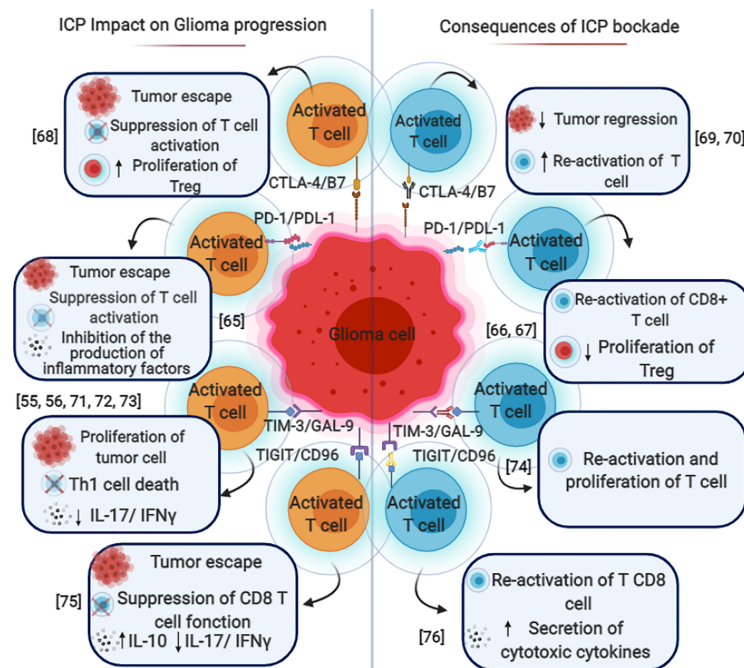 ICP Impact on Glioma progression
Consequences of ICP bockade
Tumor escape
Suppression of T cell
activation
↑ Proliferation of
Treg
[68]
Activated
T cell
CTLA-4/B7
Activated
T cell
CTLA-4/B7
↓ Tumor regression
↑ Re-activation of T
cell
[69, 70]
PD-1/PDL-1
Activated
T cell
Tumor escape
Suppression of T cell
activation
Inhibition of the
production of
inflammatory factors
[65]
PD-1/PDL-1
Activated
T cell
Re-activation of CD8+
T cell
↓ Proliferation of
Treg
[66, 67]
Glioma cell
[55, 56, 71, 72, 73]
Activated
T cell
TIM-3/GAL-9
Proliferation of
tumor cell
Th1 cell death
↓ IL-17/ IFNγ
TIM-3/GAL-9
Activated
T cell
[74]
Re-activation and
proliferation of T cell
TIGIT/CD96
Activated
T cell
Tumor escape
Suppression of CD8 T
cell fonction
↑IL-10 ↓IL-17/ IFNγ
[75]
TIGIT/CD96
Activated
T cell
Re-activation of T CD8
cell
↑ Secretion of
cytotoxic cytokines
[76]